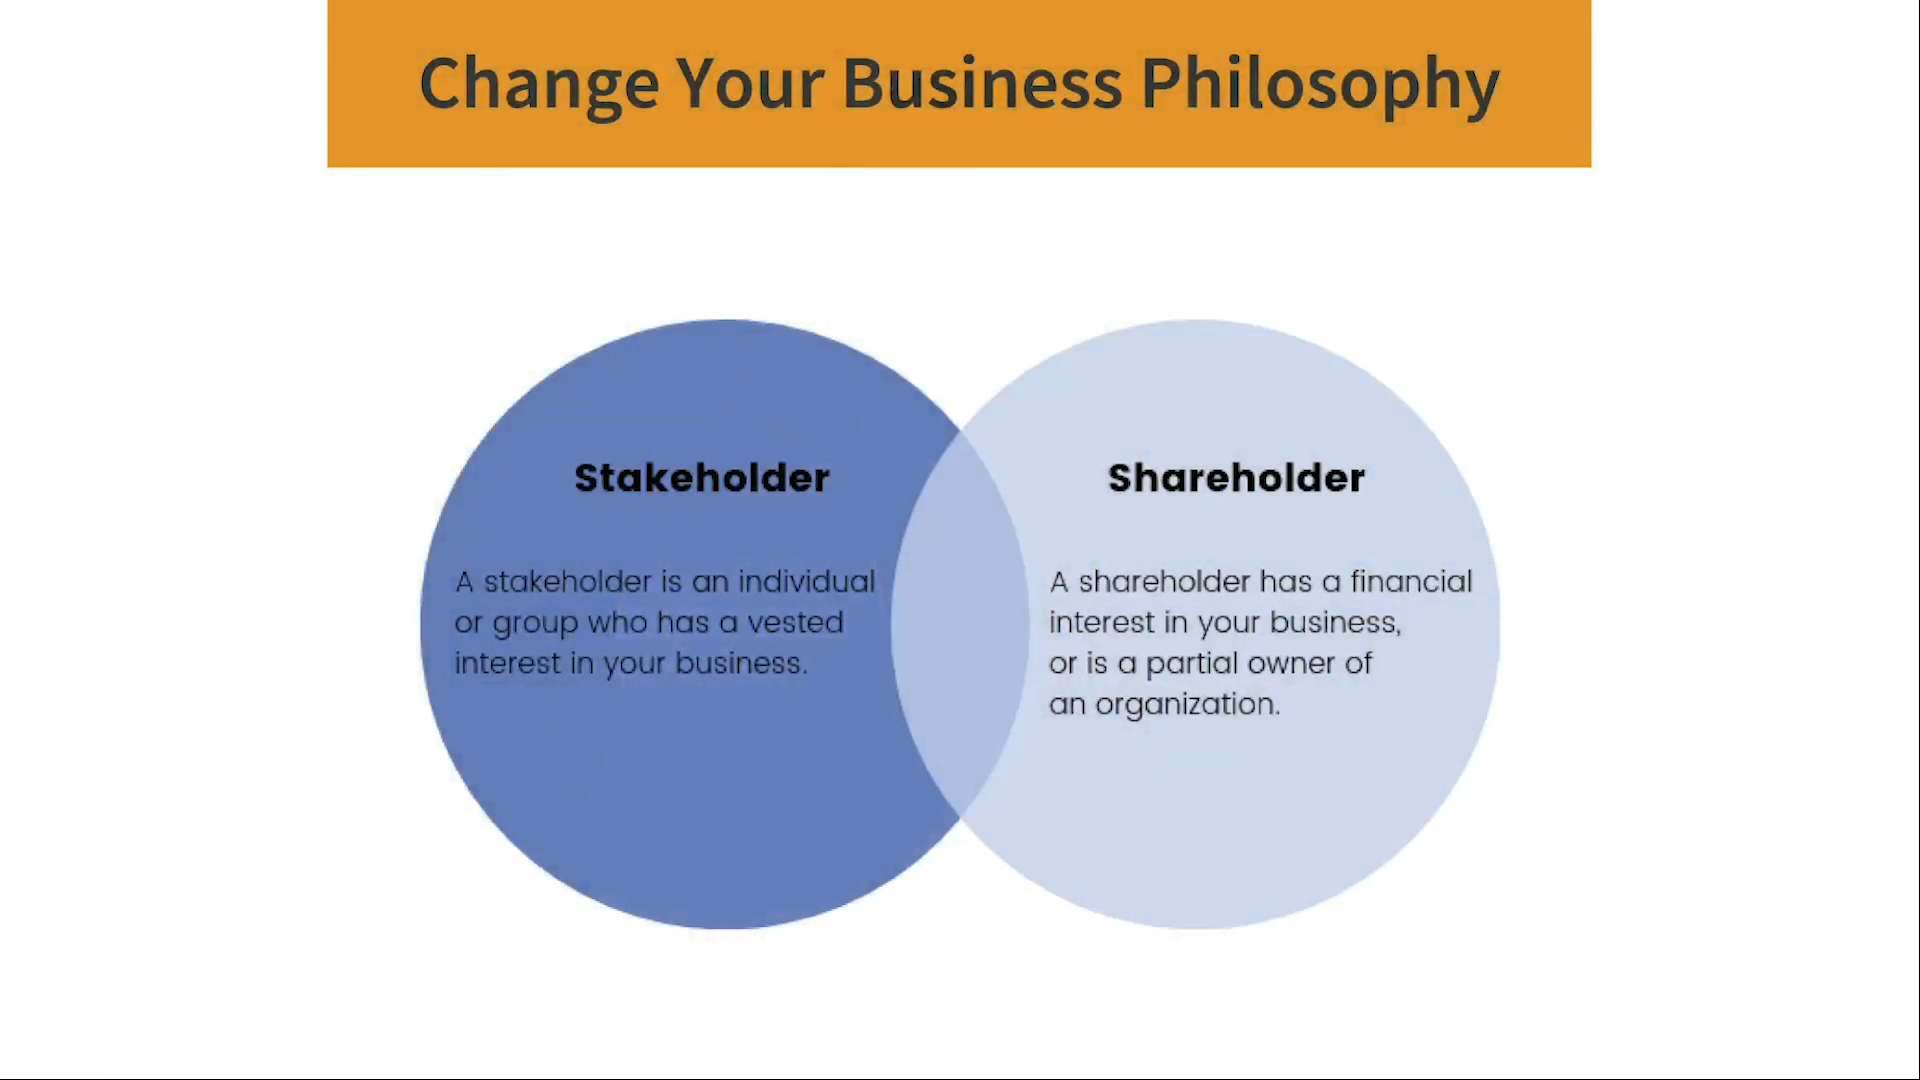 Change Your Business Philosophy
Stakeholder
A stakeholder is an individual
or group who has a vested
interest in your business.
Shareholder
A shareholder has a financial
interest in your business,
or is a partial owner of
an organization.